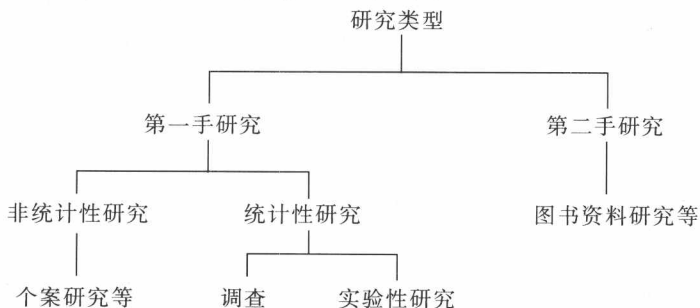 研究类型
第一手研究 第二手研究
非统计性研究 统计性研究 图书资料研究等
个案研究等 调查 实验性研究